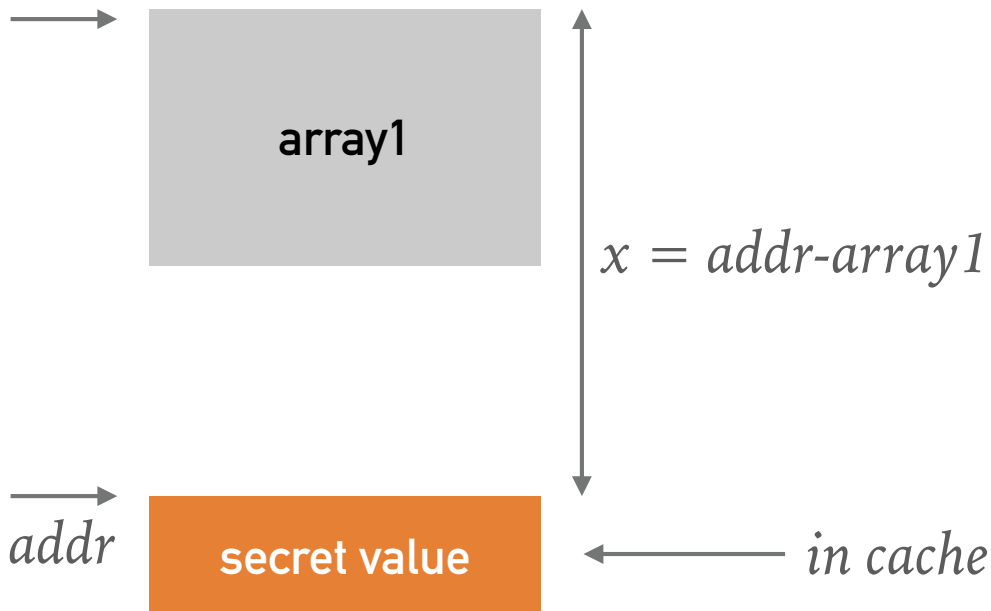 array1
x = addr-array1
addr
secret value
in cache